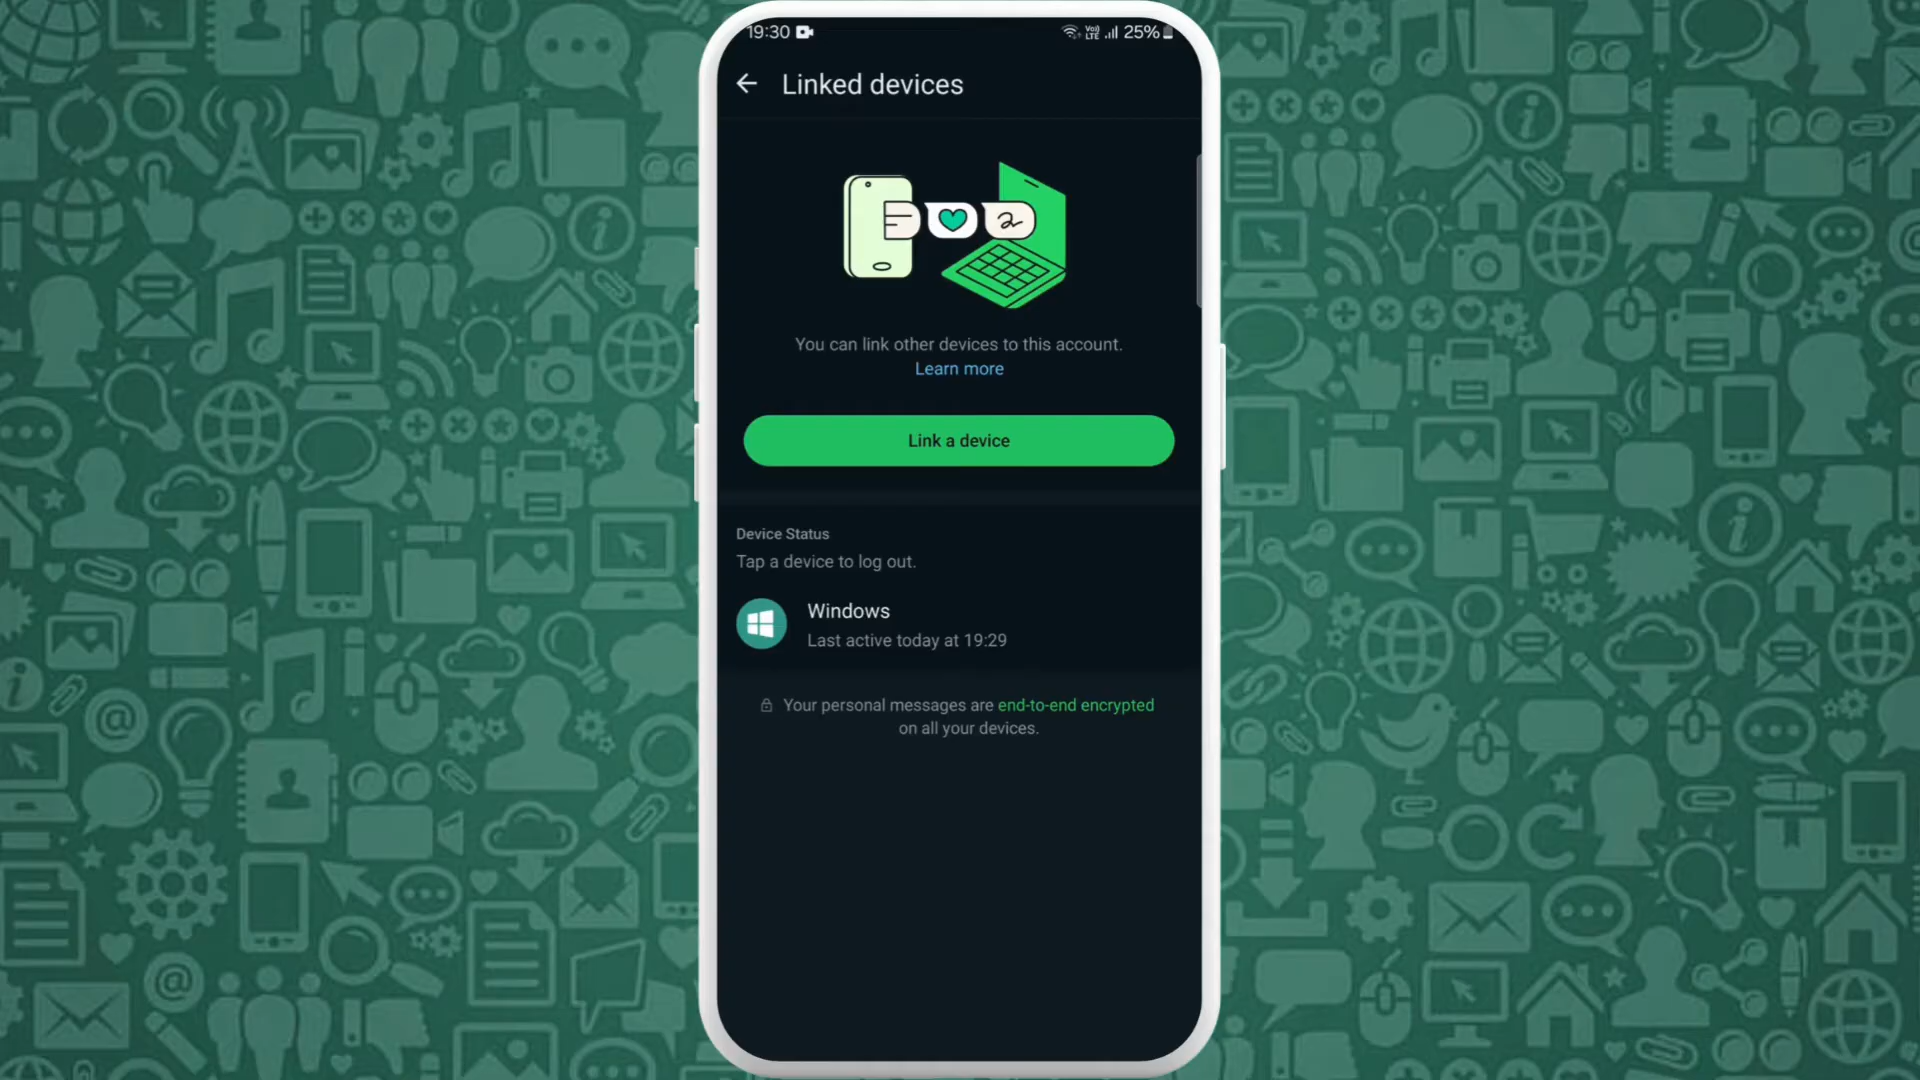 19:30 Vo) LTE 25%
Linked devices
You can link other devices to this account.
Learn more
Link a device
Device Status
Tap a device to log out.
Windows
Last active today at 19:29
Your personal messages are end-to-end encrypted
on all your devices.